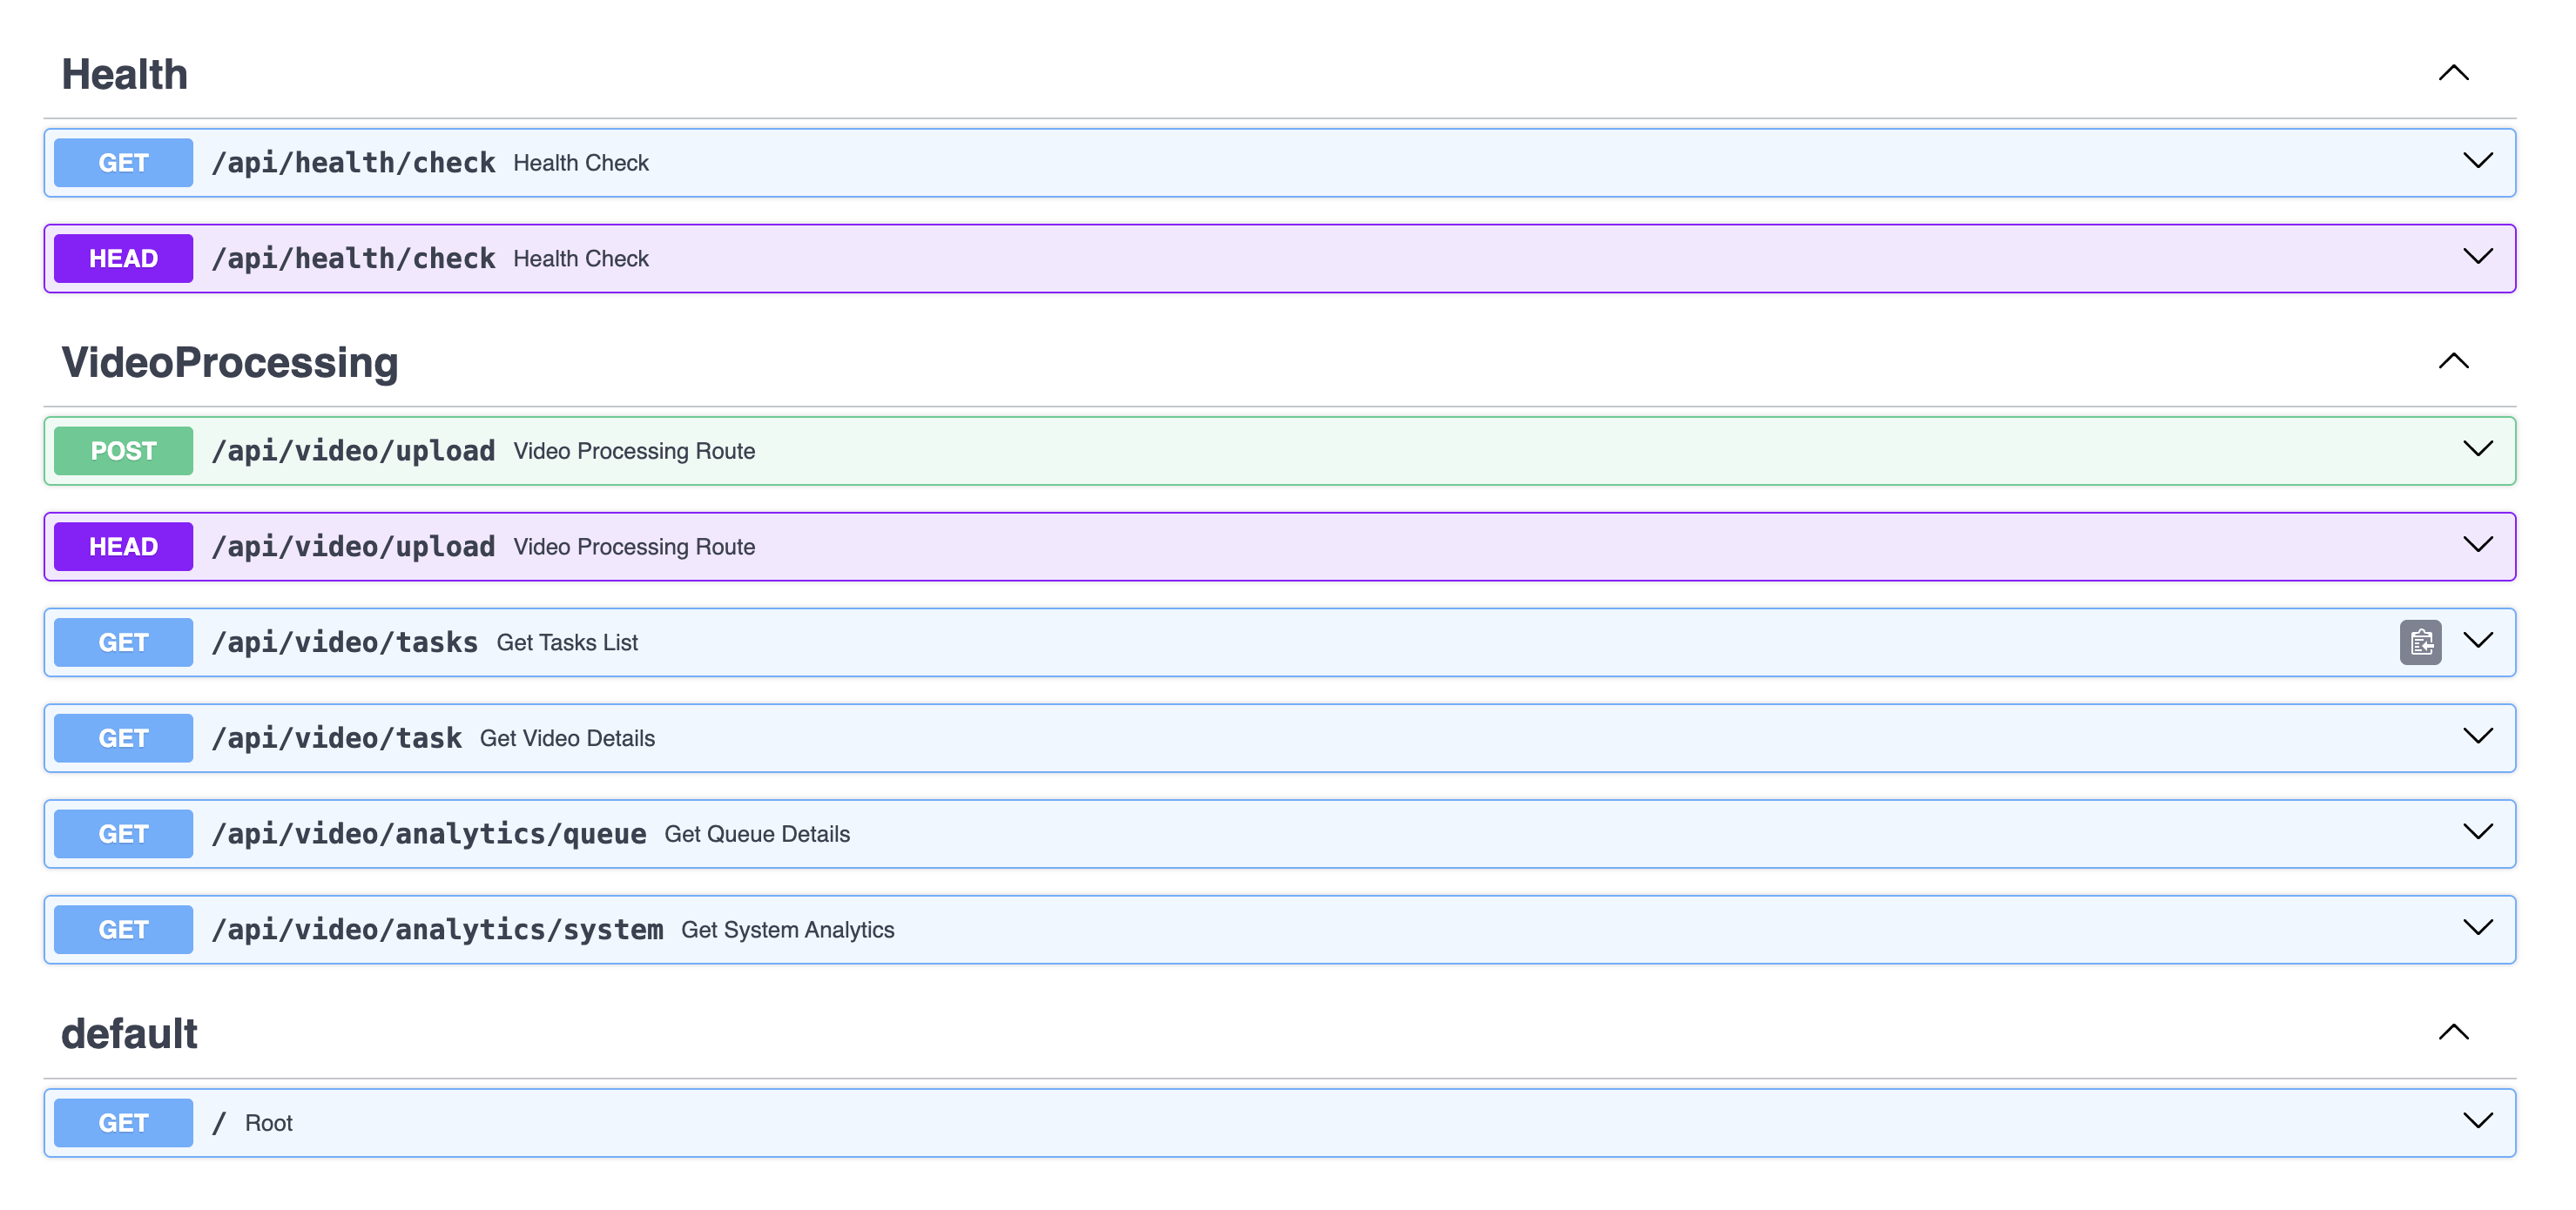 Health
GET /api/health/check Health Check
HEAD /api/health/check Health Check
VideoProcessing
POST /api/video/upload Video Processing Route
HEAD /api/video/upload Video Processing Route
GET /api/video/tasks Get Tasks List
GET /api/video/task Get Video Details
GET /api/video/analytics/queue Get Queue Details
GET /api/video/analytics/system Get System Analytics
default
GET / Root